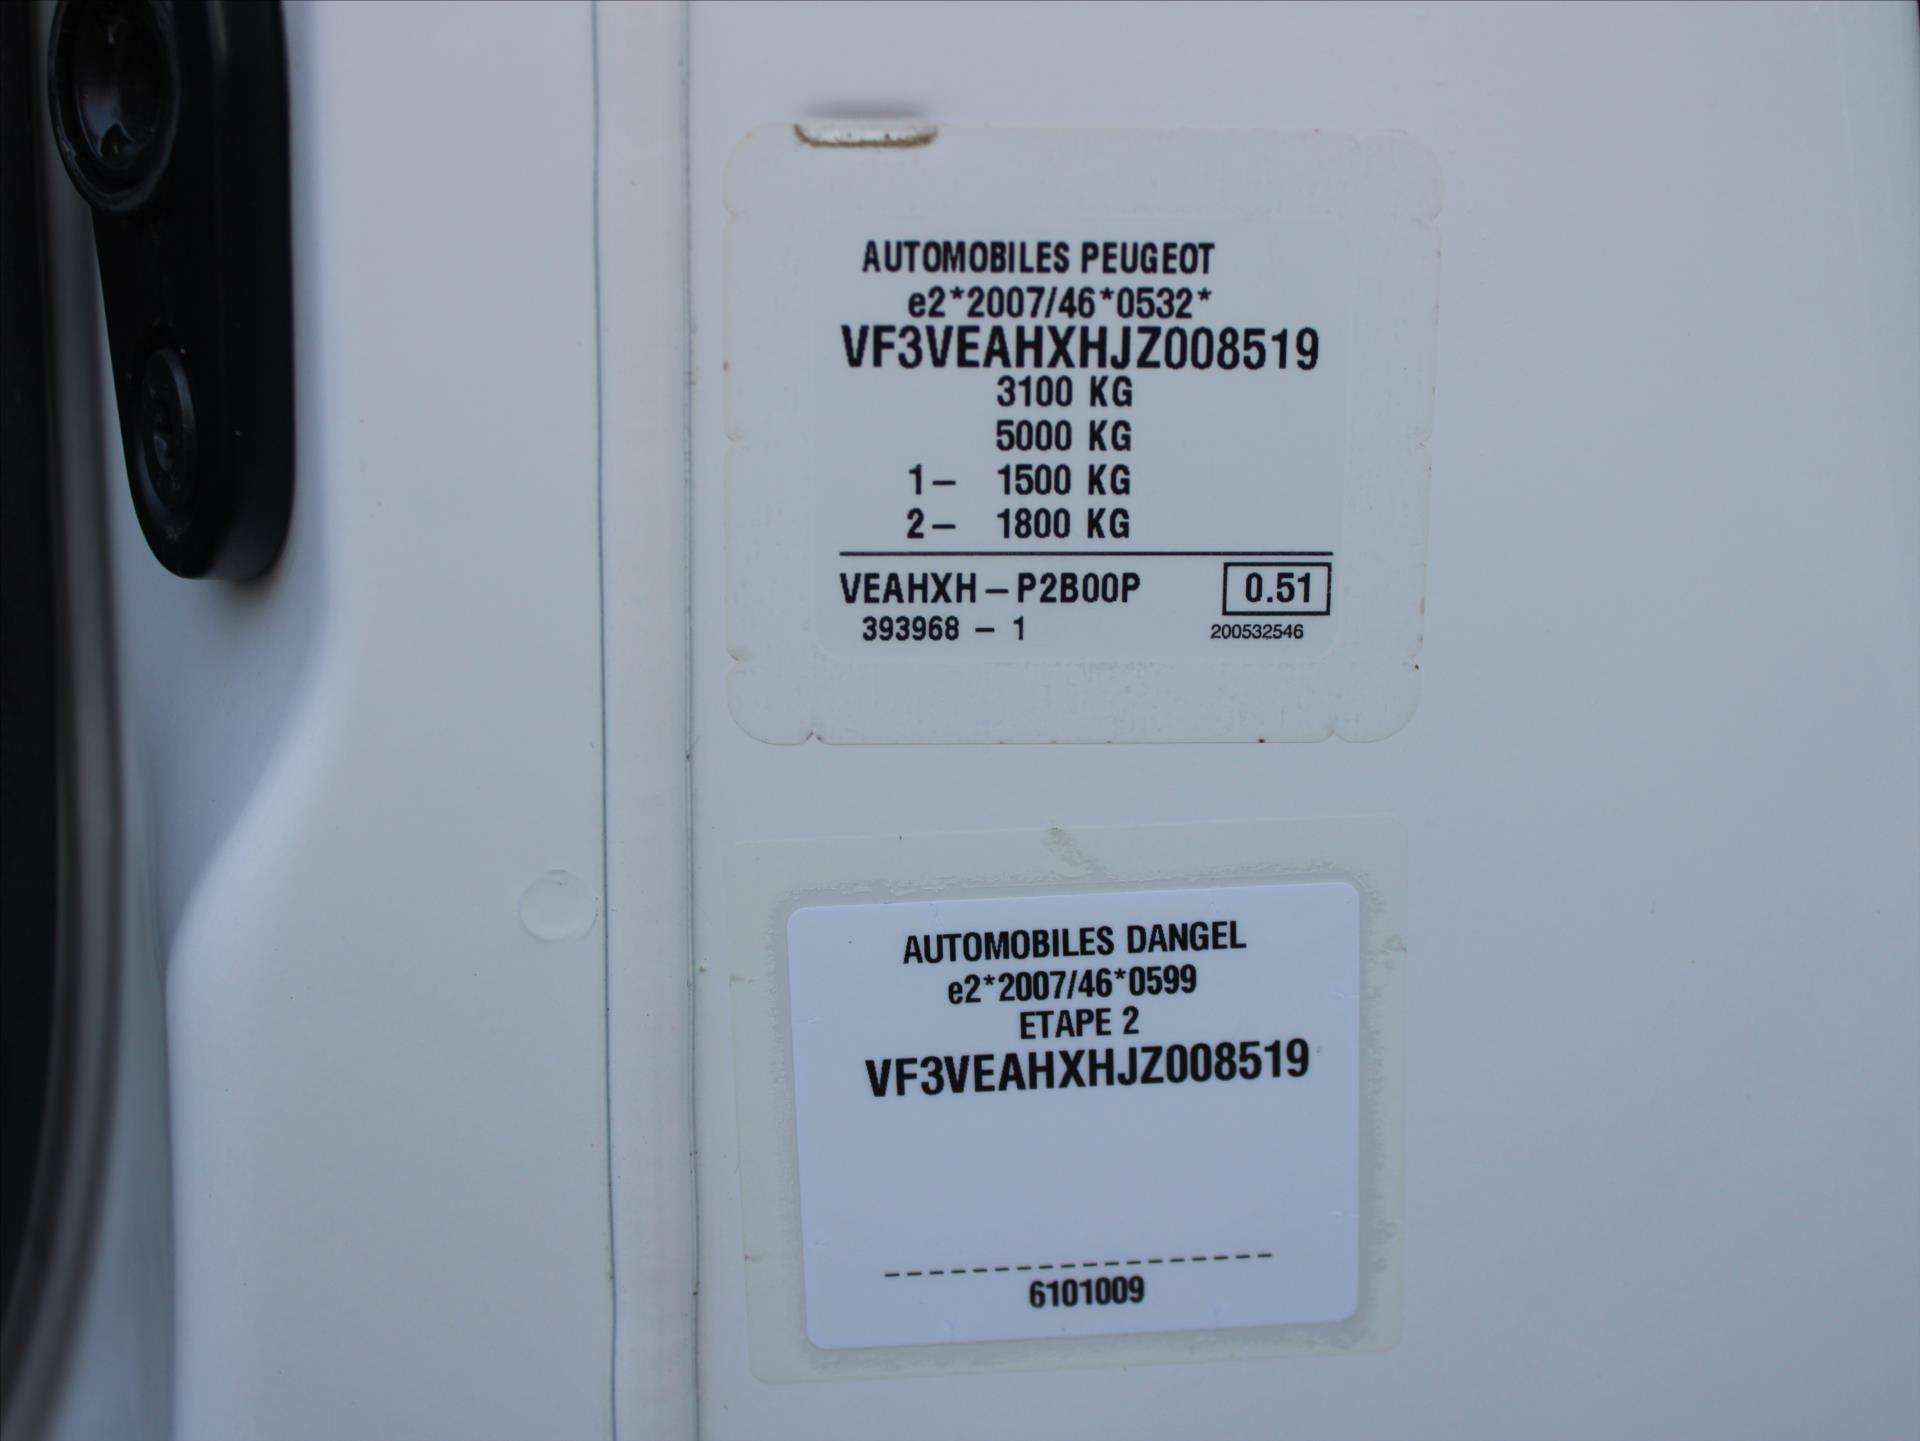 AUTOMOBILES PEUGEOT
e2*2007/46*0532*
VF3VEAHXHJZ008519
3100 KG
5000 KG
1- 1500 KG
2- 1800 KG
VEAHXH-P2B00P 0.51
393968 - 1 200532546
AUTOMOBILES DANGEL
e2*2007/46*0599
ETAPE 2
VF3VEAHXHJZ008519
6101009